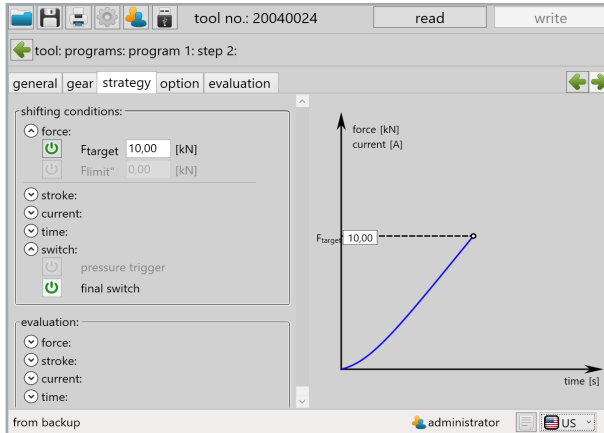 tool no.: 20040024 read write
tool: programs: program 1: step 2:
general gear strategy option evaluation
shifting conditions:
force:
Ftarget 10,00 [kN]
Flimit" 0,00 [kN]
stroke:
current:
time:
switch:
pressure trigger
final switch
evaluation:
force:
stroke:
current:
time:
force [kN]
current [A]
Ftarget 10,00
time [s]
from backup administrator US